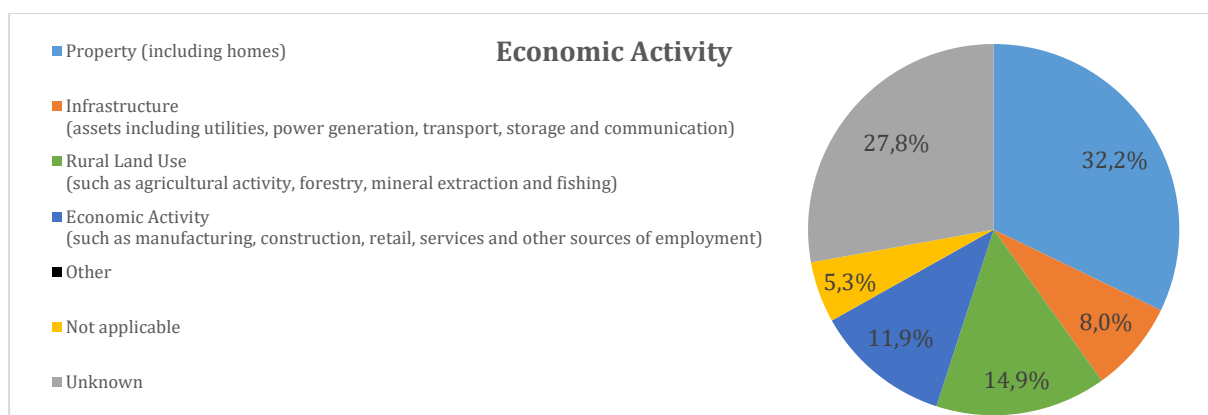 Economic Activity
Property (including homes)
Infrastructure
(assets including utilities, power generation, transport, storage and communication)
Rural Land Use
(such as agricultural activity, forestry, mineral extraction and fishing)
Economic Activity
(such as manufacturing, construction, retail, services and other sources of employment)
Other
Not applicable
Unknown
32,2%
8,0%
14,9%
11,9%
5,3%
27,8%